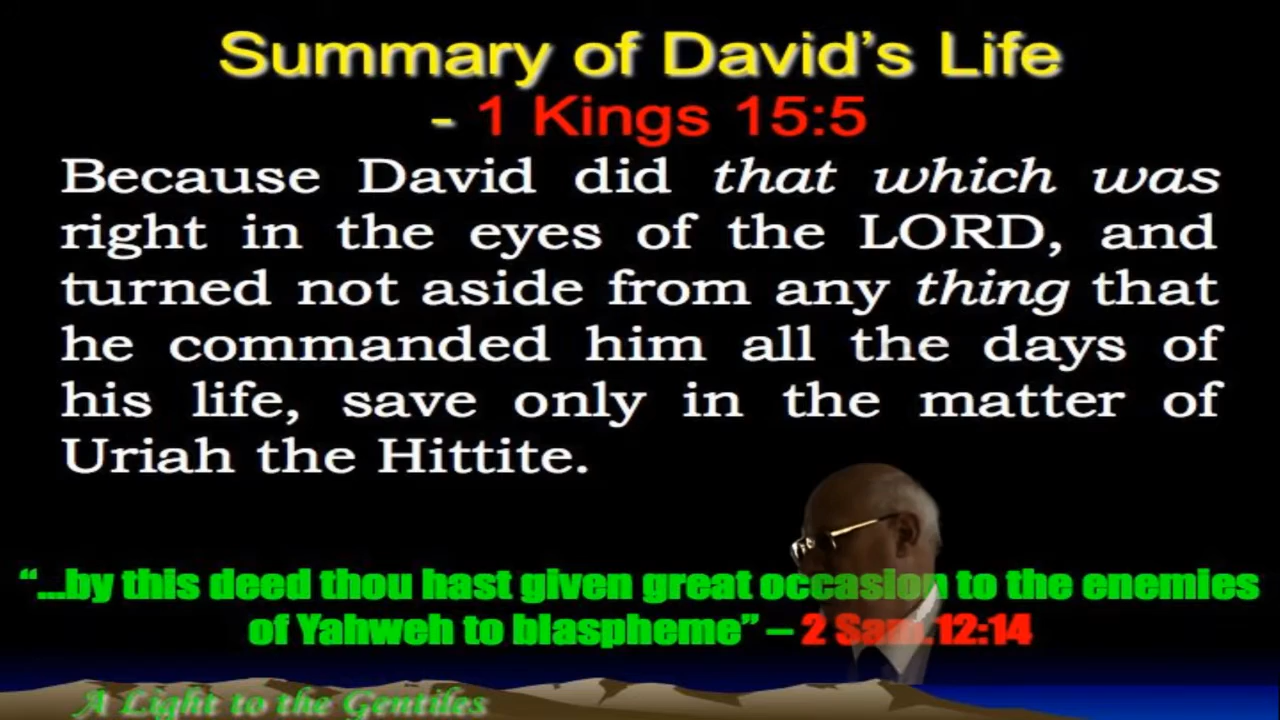 Summary of David’s Life
- 1 Kings 15:5
Because David did that which was
right in the eyes of the LORD, and
turned not aside from any thing that
he commanded him all the days of
his life, save only in the matter of
Uriah the Hittite.
“...by this deed thou hast given great occasion to the enemies
of Yahweh to blaspheme” – 2 Sam.12:14
A Light to the Gentiles